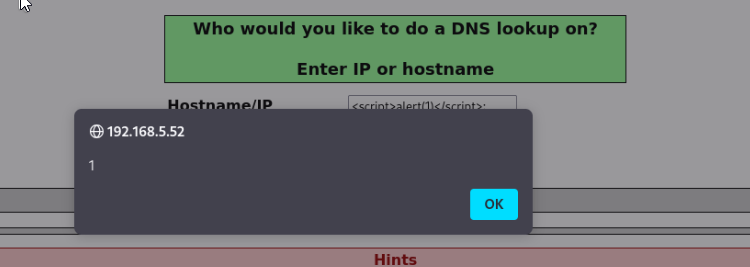 Who would you like to do a DNS lookup on?
Enter IP or hostname
Hostname/IP
<script>alert(1)</script>;
192.168.5.52
1
OK
Hints